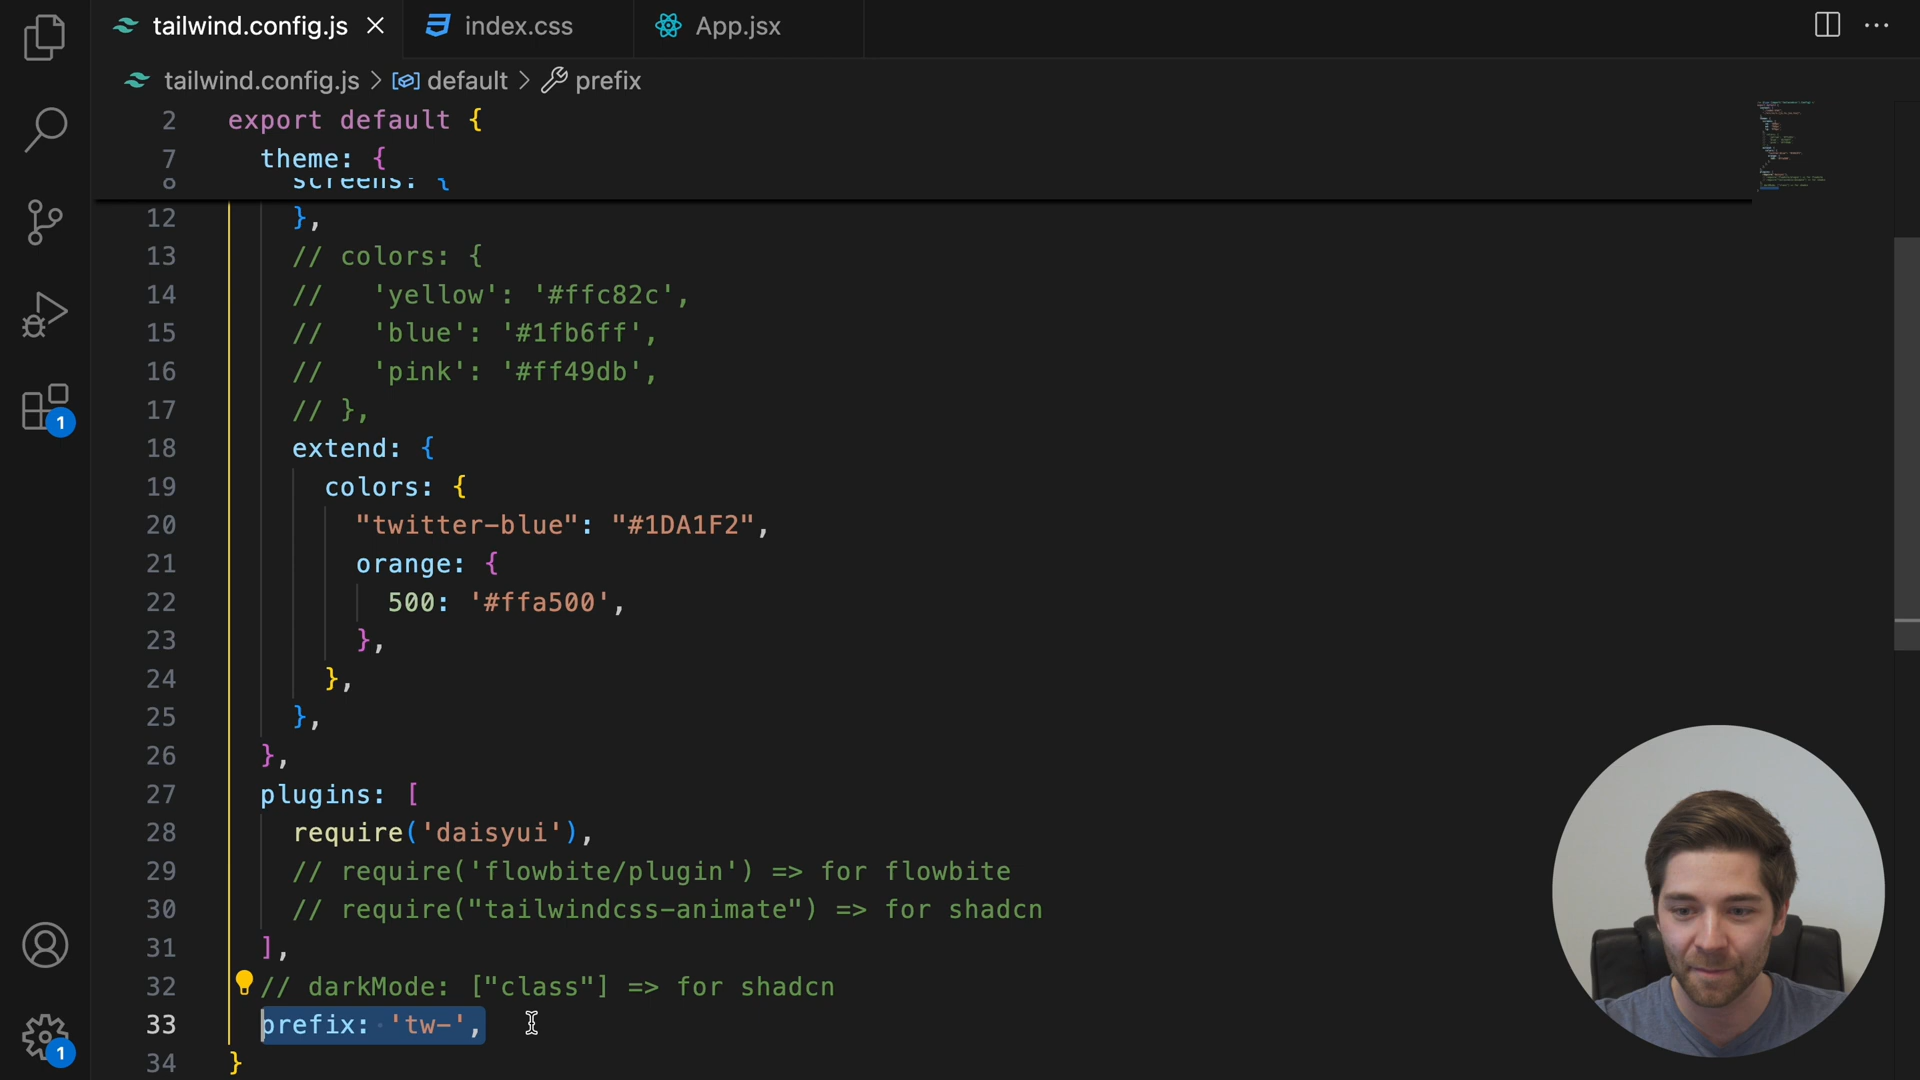 tailwind.config.js
index.css
App.jsx
tailwind.config.js > default > prefix
2 export default {
7 theme: {
8 screens: {
12 },
13 // colors: {
14 //   'yellow': '#ffc82c',
15 //   'blue': '#1fb6ff',
16 //   'pink': '#ff49db',
17 // },
18 extend: {
19 colors: {
20 "twitter-blue": "#1DA1F2",
21 orange: {
22 500: '#ffa500',
23 },
24 },
25 },
26 },
27 plugins: [
28 require('daisyui'),
29 // require('flowbite/plugin') => for flowbite
30 // require("tailwindcss-animate") => for shadcn
31 ],
32 // darkMode: ["class"] => for shadcn
33 prefix: 'tw-',
34 }
1
1